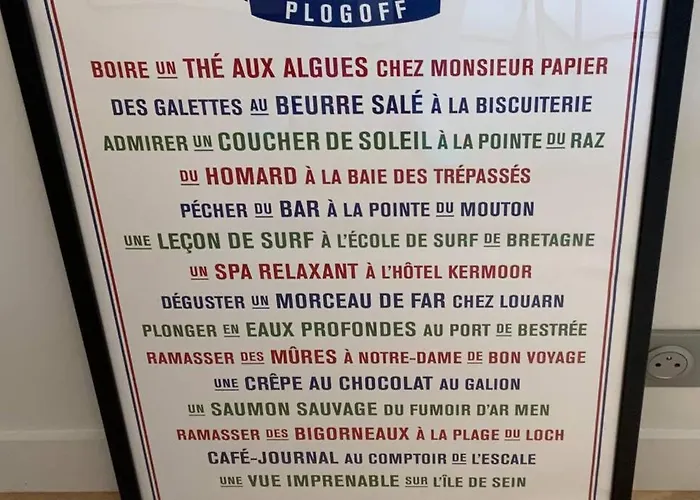 PLOGOFF
BOIRE UN THÉ AUX ALGUES CHEZ MONSIEUR PAPIER
DES GALETTES AU BEURRE SALÉ À LA BISCUITERIE
ADMIRER UN COUCHER DE SOLEIL À LA POINTE DU RAZ
DU HOMARD À LA BAIE DES TRÉPASSÉS
PÉCHER DU BAR À LA POINTE DU MOUTON
UNE LEÇON DE SURF À L'ÉCOLE DE SURF DE BRETAGNE
UN SPA RELAXANT À L'HÔTEL KERMOOR
DÉGUSTER UN MORCEAU DE FAR CHEZ LOUARN
PLONGER EN EAUX PROFONDES AU PORT DE BESTRÉE
RAMASSER DES MÛRES À NOTRE-DAME DE BON VOYAGE
UNE CRÊPE AU CHOCOLAT AU GALION
UN SAUMON SAUVAGE DU FUMOIR D'AR MEN
RAMASSER DES BIGORNEAUX À LA PLAGE DU LOCH
CAFÉ-JOURNAL AU COMPTOIR DE L'ESCALE
UNE VUE IMPRENABLE SUR L'ÎLE DE SEIN